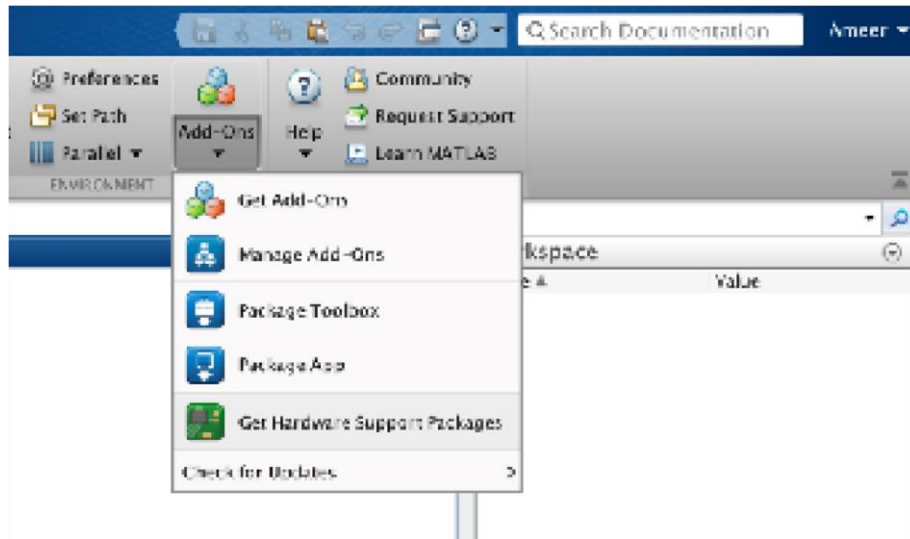 Search Documentation
Ameer
Preferences
Set Path
Parallel
Add-Ons
Help
Community
Request Support
Learn MATLAB
ENVIRONMENT
Get Add-Ons
Manage Add-Ons
Package Toolbox
Package App
Get Hardware Support Packages
Check for Updates
kspace
e
Value